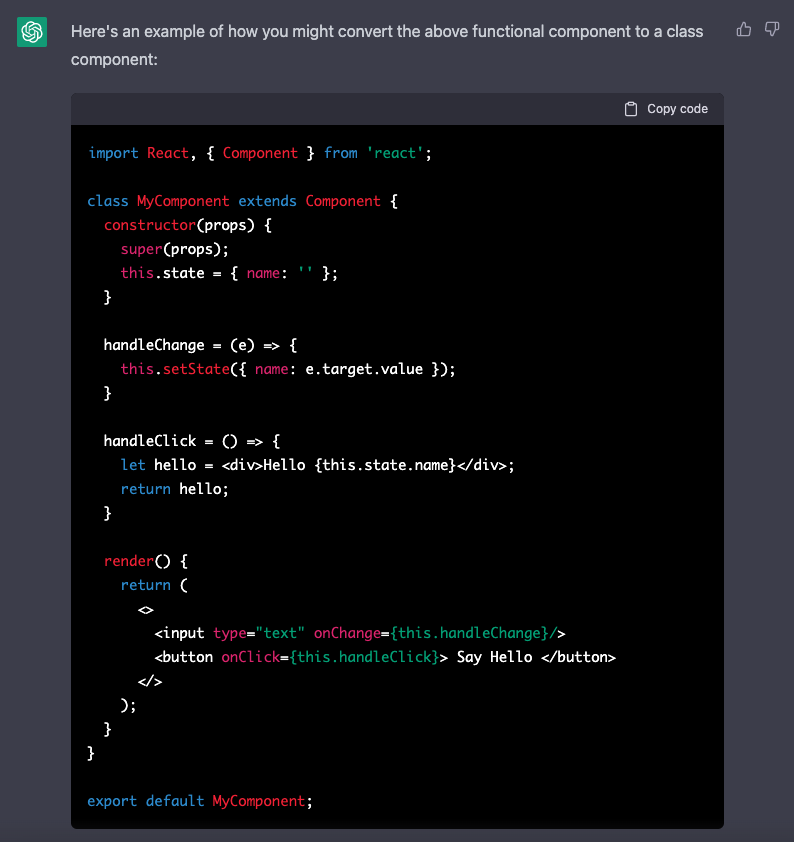 Here's an example of how you might convert the above functional component to a class
component:
Copy code
import React, { Component } from 'react';
class MyComponent extends Component {
  constructor(props) {
    super(props);
    this.state = { name: '' };
  }
  handleChange = (e) => {
    this.setState({ name: e.target.value });
  }
  handleClick = () => {
    let hello = <div>Hello {this.state.name}</div>;
    return hello;
  }
  render() {
    return (
      <>
        <input type="text" onChange={this.handleChange}/>
        <button onClick={this.handleClick}> Say Hello </button>
      </>
    );
  }
}
export default MyComponent;